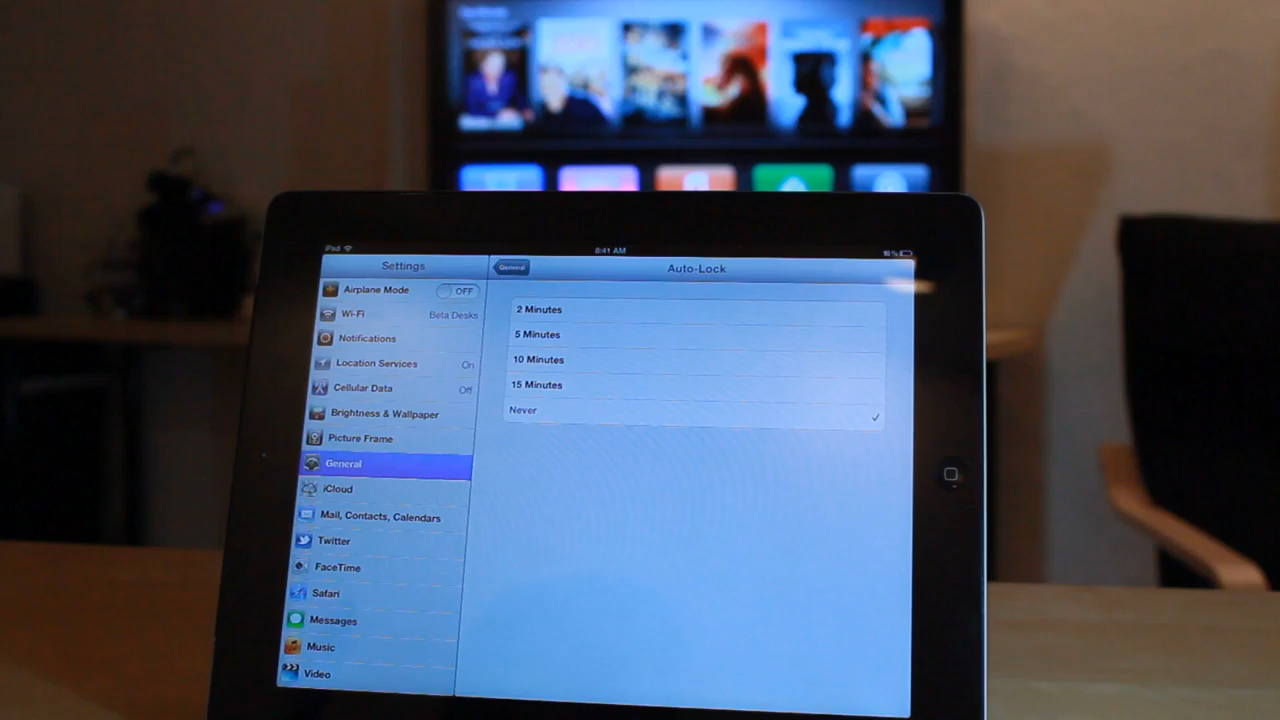 iPad
8:41 AM
Settings
General
Auto-Lock
Airplane Mode OFF
Wi-Fi Beta Desks
Notifications
Location Services On
Cellular Data Off
Brightness & Wallpaper
Picture Frame
General
iCloud
Mail, Contacts, Calendars
Twitter
FaceTime
Safari
Messages
Music
Video
2 Minutes
5 Minutes
10 Minutes
15 Minutes
Never